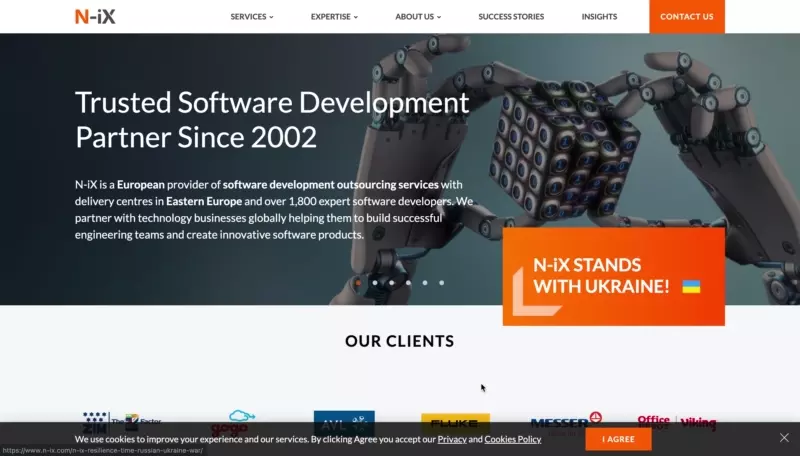 N-iX
SERVICES
EXPERTISE
ABOUT US
SUCCESS STORIES
INSIGHTS
CONTACT US
Trusted Software Development
Partner Since 2002
N-iX is a European provider of software development outsourcing services with
delivery centres in Eastern Europe and over 1,800 expert software developers. We
partner with technology businesses globally helping them to build successful
engineering teams and create innovative software products.
N-iX STANDS
WITH UKRAINE!
OUR CLIENTS
ZIM
The Factor
gogo
AVL
FLUKE
MESSER
Office
Viking
We use cookies to improve your experience and our services. By clicking Agree you accept our Privacy and Cookies Policy
I AGREE
https://www.n-ix.com/n-ix-resilience-time-russian-ukraine-war/